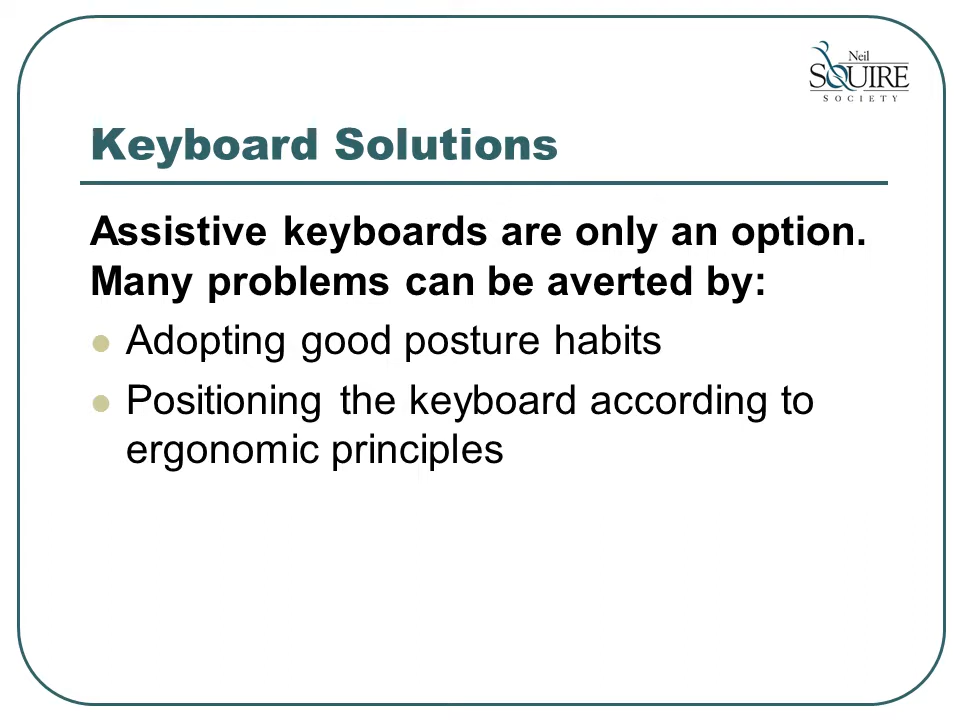 Neil
SQUIRE
SOCIETY
Keyboard Solutions
Assistive keyboards are only an option.
Many problems can be averted by:
Adopting good posture habits
Positioning the keyboard according to
ergonomic principles